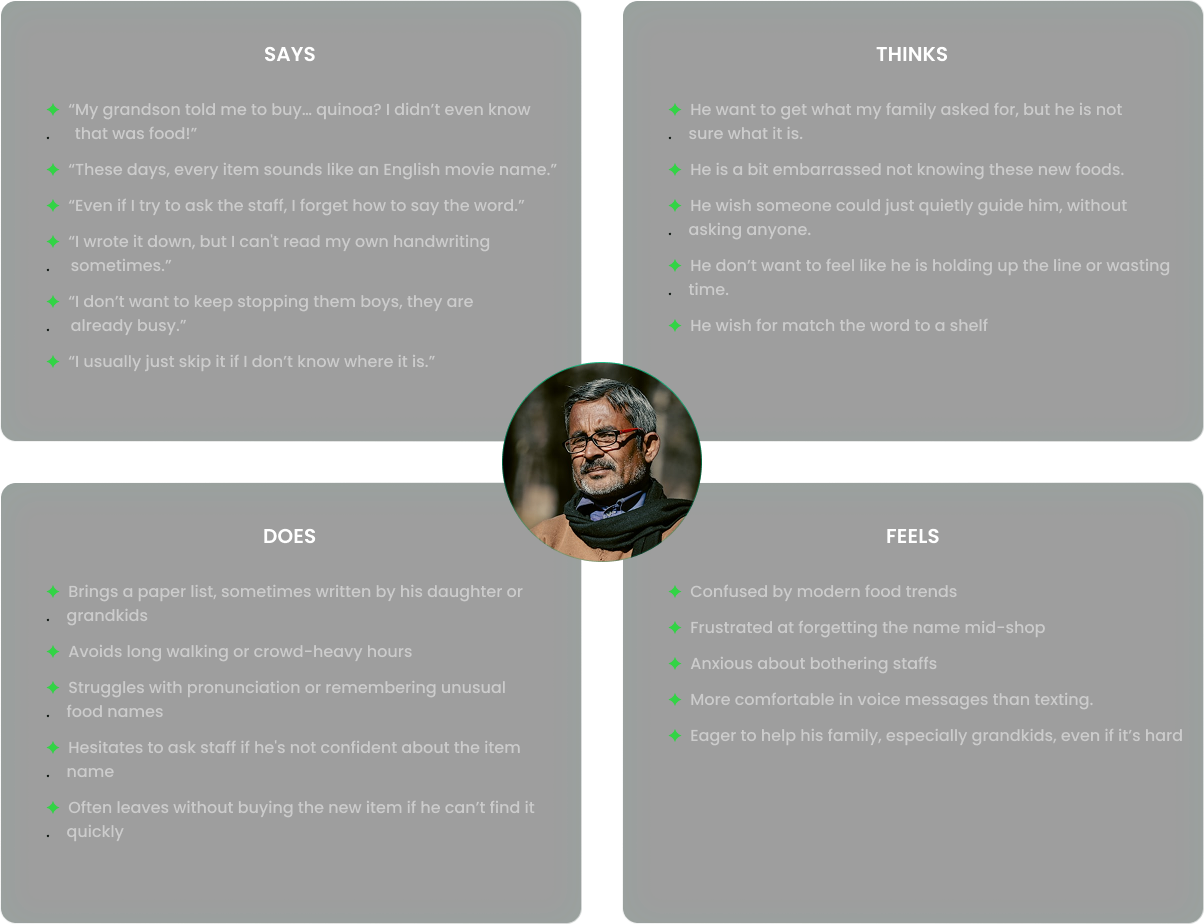 SAYS
“My grandson told me to buy... quinoa? I didn’t even know
that was food!”
“These days, every item sounds like an English movie name.”
“Even if I try to ask the staff, I forget how to say the word.”
“I wrote it down, but I can't read my own handwriting
sometimes.”
“I don’t want to keep stopping them boys, they are
already busy.”
“I usually just skip it if I don’t know where it is.”
THINKS
He want to get what my family asked for, but he is not
sure what it is.
He is a bit embarrassed not knowing these new foods.
He wish someone could just quietly guide him, without
asking anyone.
He don’t want to feel like he is holding up the line or wasting
time.
He wish for match the word to a shelf
DOES
Brings a paper list, sometimes written by his daughter or
grandkids
Avoids long walking or crowd-heavy hours
Struggles with pronunciation or remembering unusual
food names
Hesitates to ask staff if he's not confident about the item
name
Often leaves without buying the new item if he can’t find it
quickly
FEELS
Confused by modern food trends
Frustrated at forgetting the name mid-shop
Anxious about bothering staffs
More comfortable in voice messages than texting.
Eager to help his family, especially grandkids, even if it’s hard